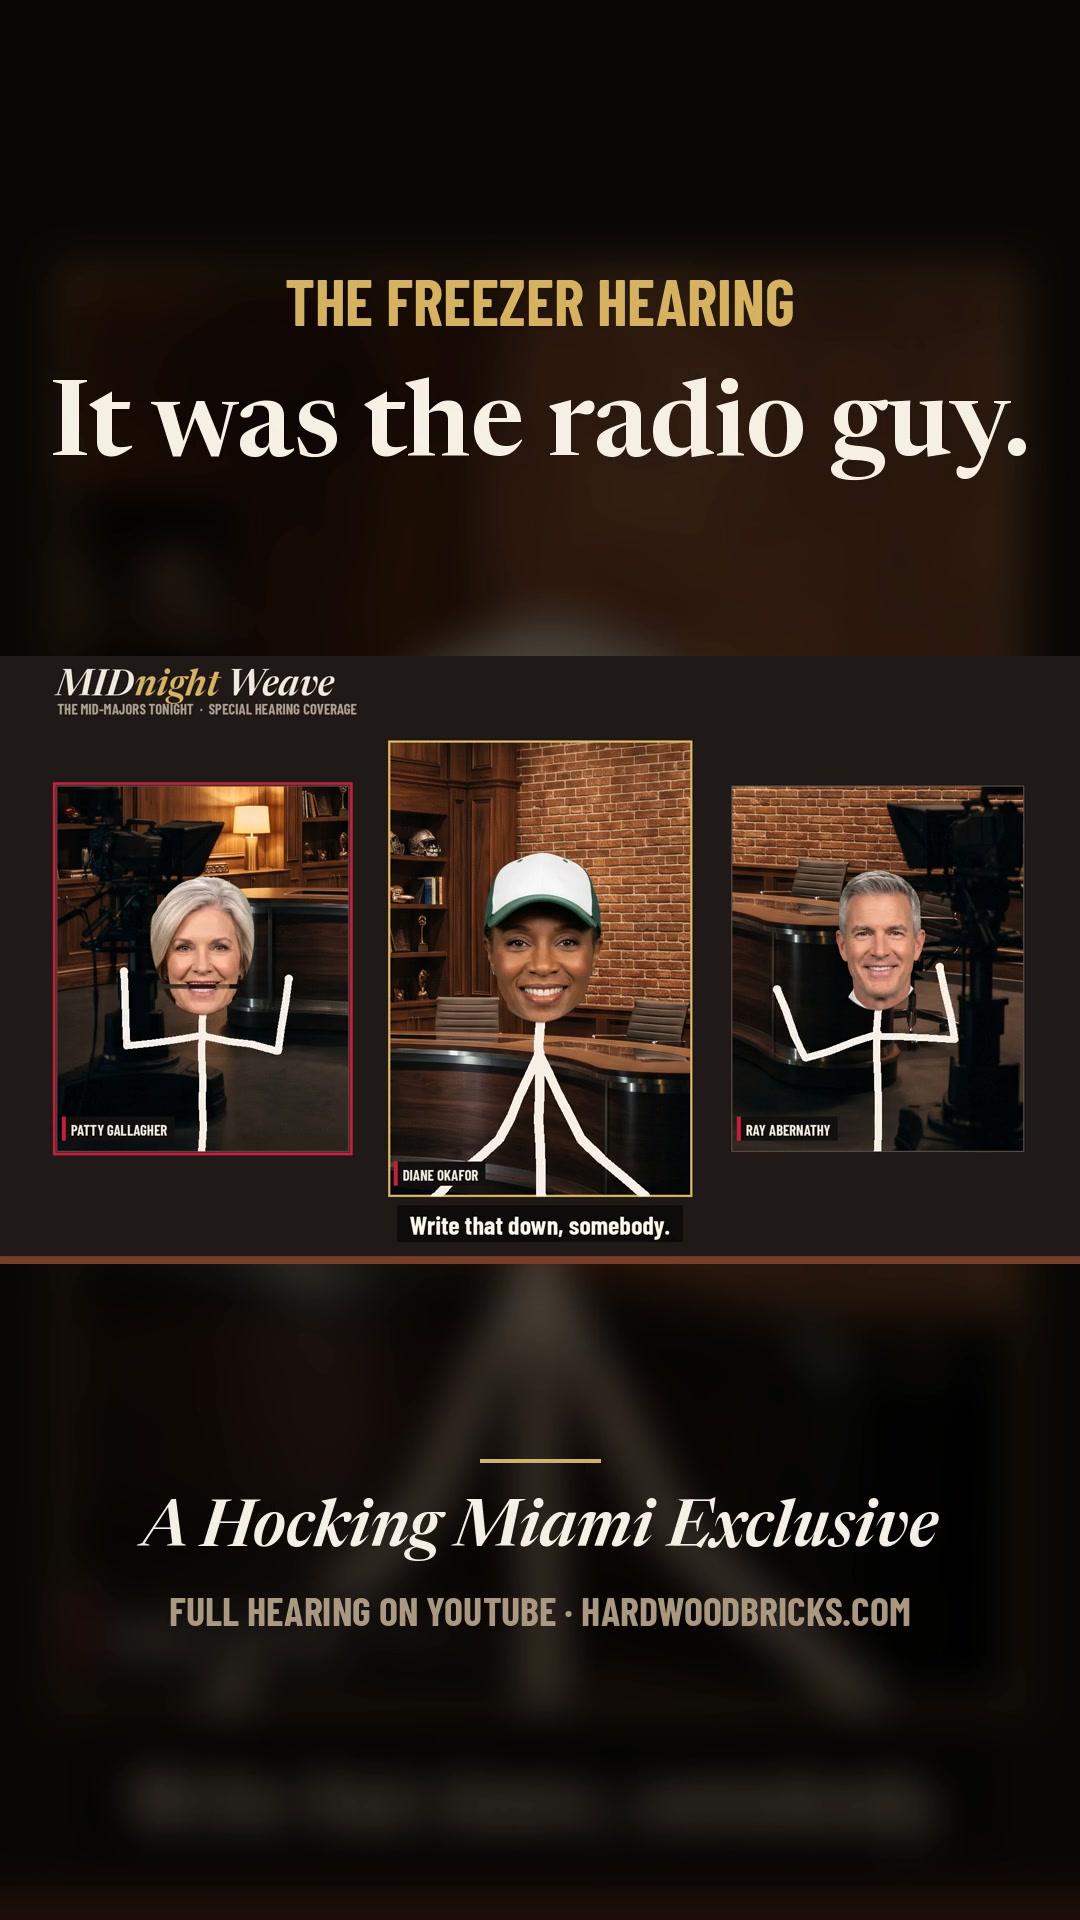 THE FREEZER HEARING
It was the radio guy.
MIDnight Weave
THE MID-MAJORS TONIGHT · SPECIAL HEARING COVERAGE
PATTY GALLAGHER
DIANE OKAFOR
RAY ABERNATHY
Write that down, somebody.
A Hocking Miami Exclusive
FULL HEARING ON YOUTUBE · HARDWOODBRICKS.COM